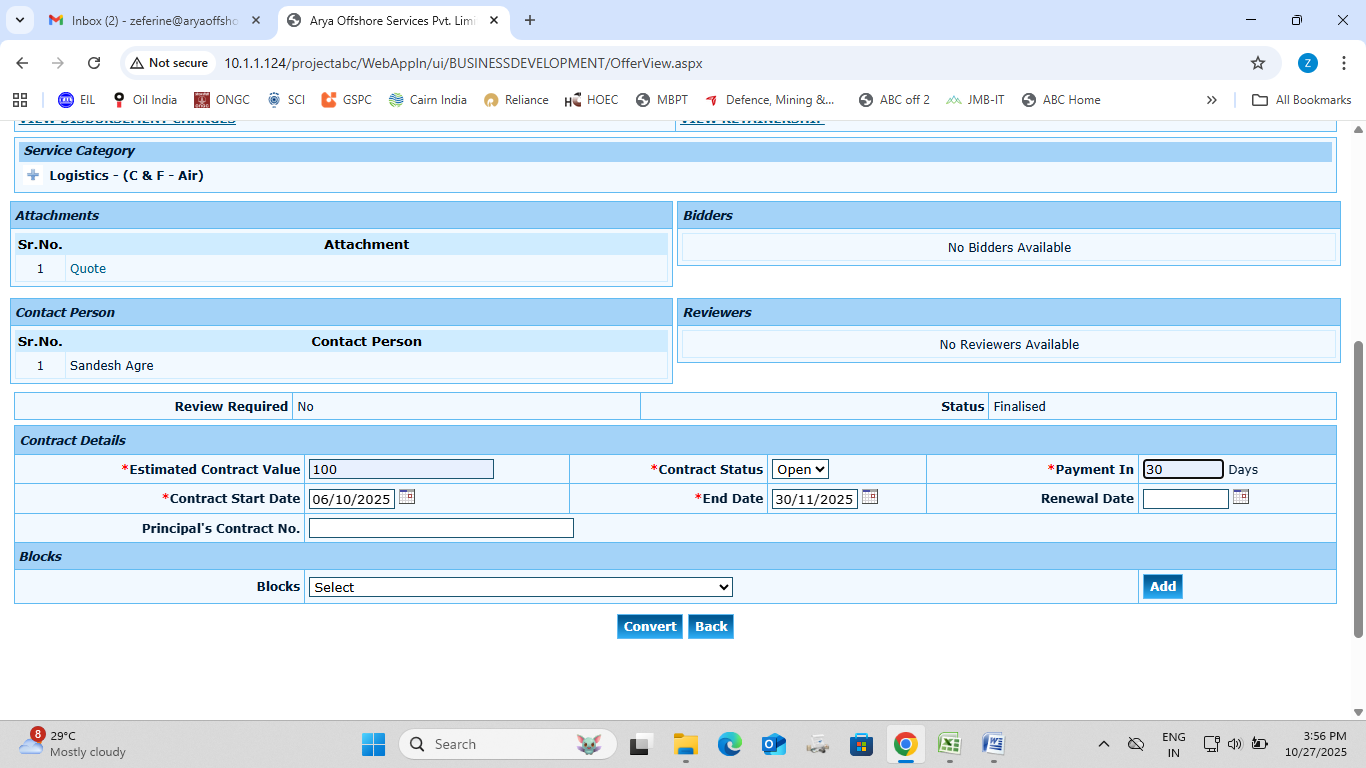 Inbox (2) - zeferine@aryaoffsho
Arya Offshore Services Pvt. Limi
Not secure
10.1.1.124/projectabc/WebAppIn/ui/BUSINESSDEVELOPMENT/OfferView.aspx
Z
EIL
Oil India
ONGC
SCI
GSPC
Cairn India
Reliance
HOEC
MBPT
Defence, Mining &...
ABC off 2
JMB-IT
ABC Home
All Bookmarks
VIEW DISBURSEMENT CHARGES VIEW RETAINERSHIP
Service Category
Logistics - (C & F - Air)
Attachments Bidders
Sr.No. Attachment No Bidders Available
1 Quote
Contact Person Reviewers
Sr.No. Contact Person No Reviewers Available
1 Sandesh Agre
Review Required No Status Finalised
Contract Details
*Estimated Contract Value 100 *Contract Status Open *Payment In 30 Days
*Contract Start Date 06/10/2025 *End Date 30/11/2025 Renewal Date
Principal's Contract No.
Blocks
Blocks Select Add
Convert Back
8
29°C
Mostly cloudy
Search
ENG
IN
3:56 PM
10/27/2025